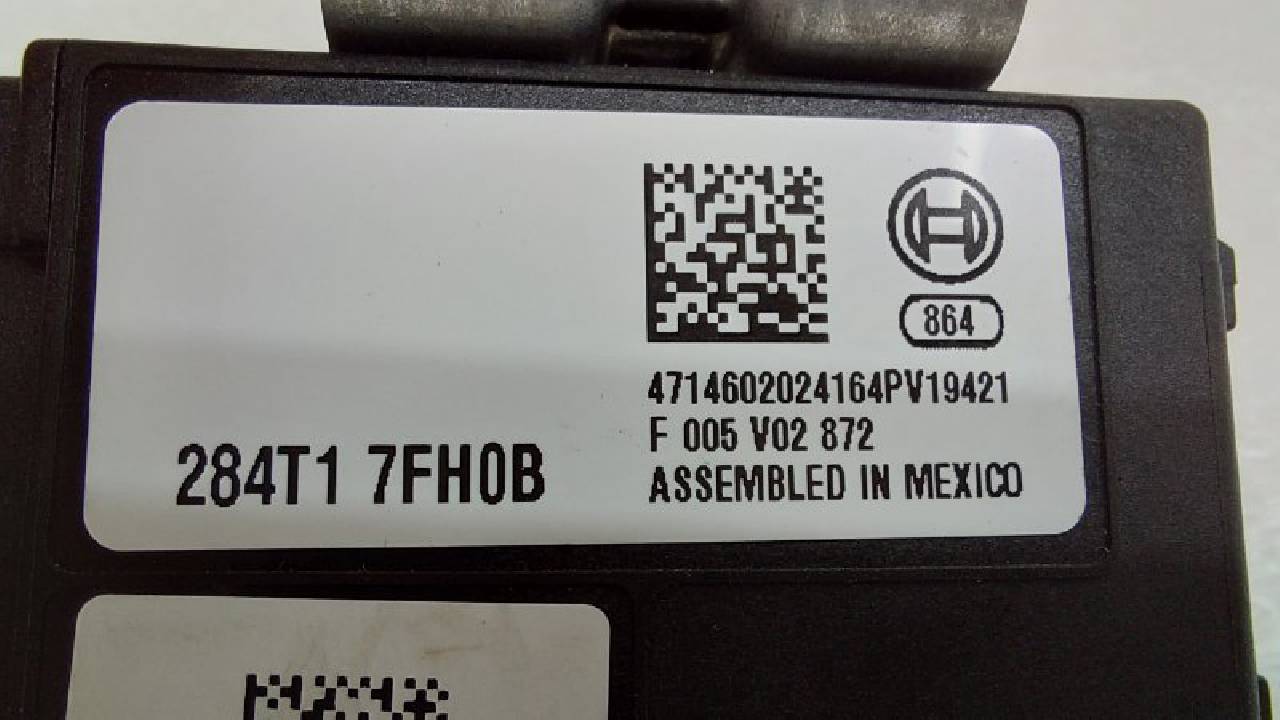 864
4714602024164PV19421
F 005 V02 872
284T1 7FH0B
ASSEMBLED IN MEXICO